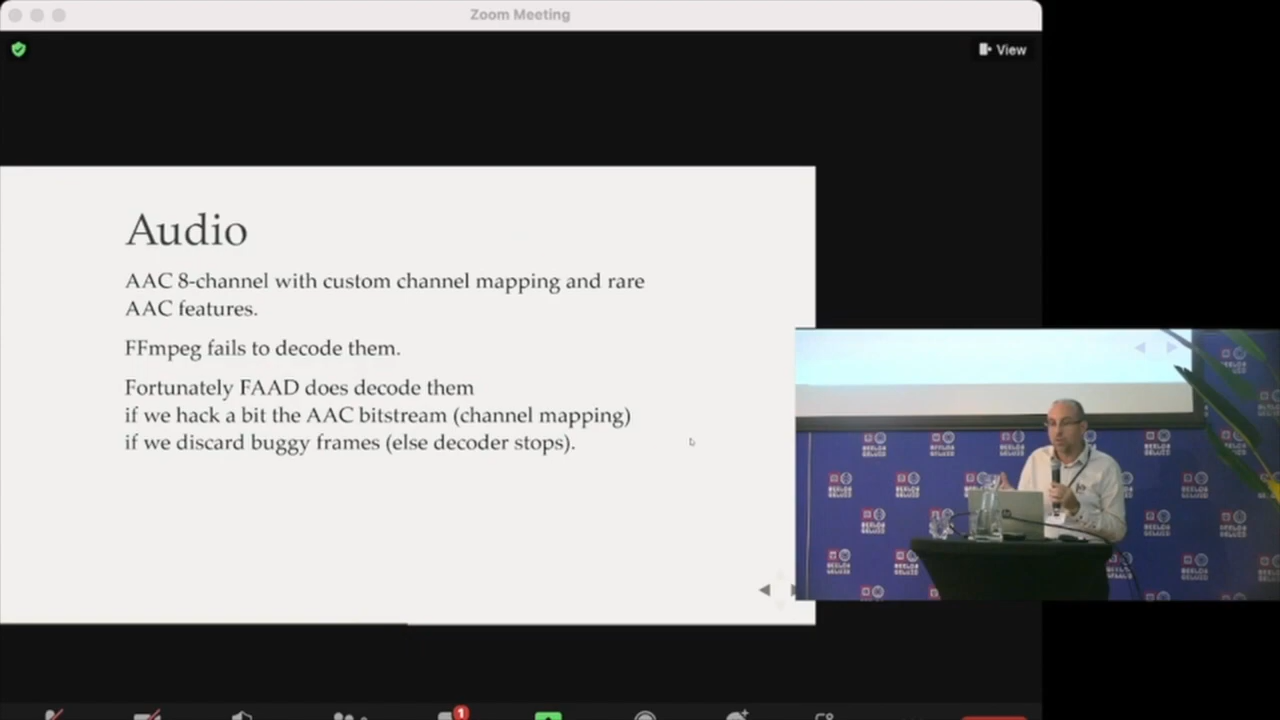 Zoom Meeting
View
Audio
AAC 8-channel with custom channel mapping and rare
AAC features.
FFmpeg fails to decode them.
Fortunately FAAD does decode them
if we hack a bit the AAC bitstream (channel mapping)
if we discard buggy frames (else decoder stops).
1